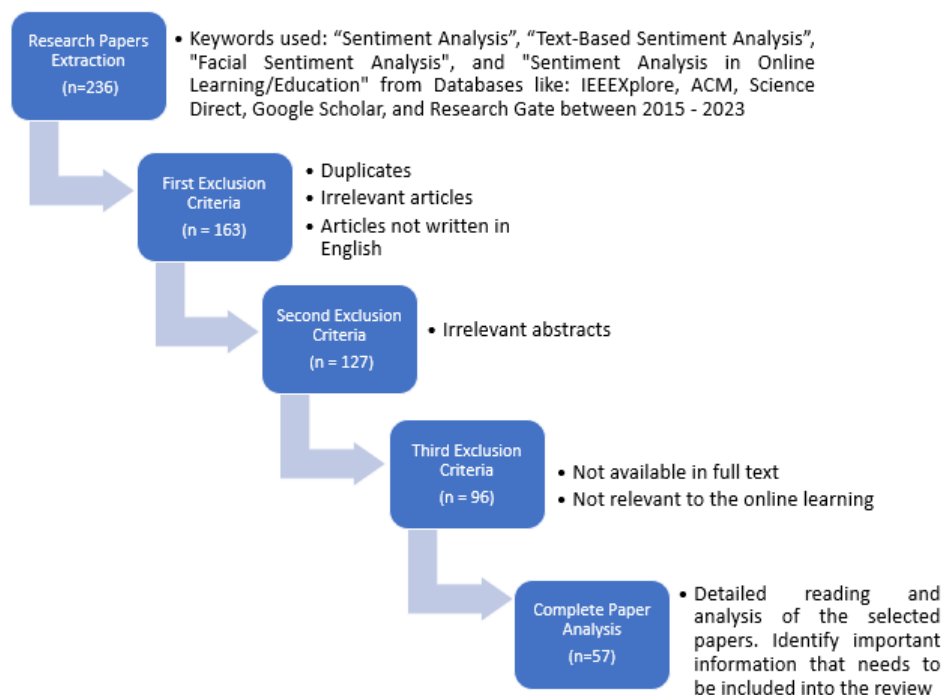 Research Papers
Extraction
(n=236)
• Keywords used: “Sentiment Analysis”, “Text-Based Sentiment Analysis”,
"Facial Sentiment Analysis", and "Sentiment Analysis in Online
Learning/Education" from Databases like: IEEEXplore, ACM, Science
Direct, Google Scholar, and Research Gate between 2015 - 2023
First Exclusion
Criteria
(n = 163)
• Duplicates
• Irrelevant articles
• Articles not written in
English
Second Exclusion
Criteria
(n = 127)
• Irrelevant abstracts
Third Exclusion
Criteria
(n = 96)
• Not available in full text
• Not relevant to the online learning
Complete Paper
Analysis
(n=57)
• Detailed reading and
analysis of the selected
papers. Identify important
information that needs to
be included into the review